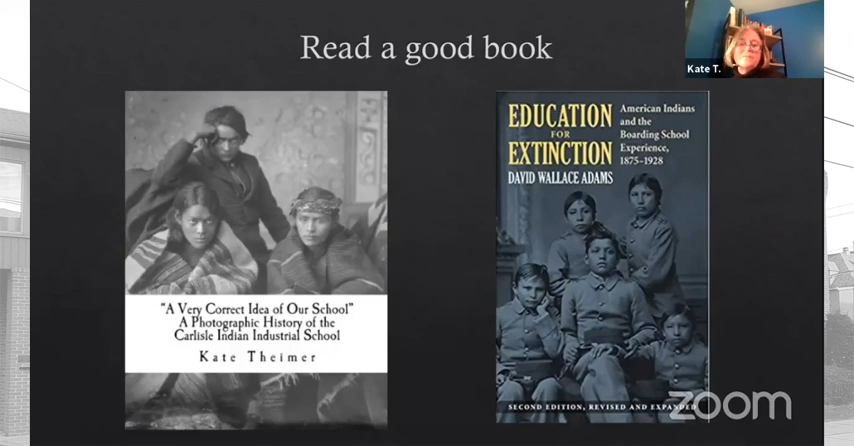 Read a good book
Kate T.
"A Very Correct Idea of Our School"
A Photographic History of the
Carlisle Indian Industrial School
Kate Theimer
EDUCATION
FOR
EXTINCTION
DAVID WALLACE ADAMS
American Indians
and the
Boarding School
Experience,
1875–1928
SECOND EDITION, REVISED AND EXPANDED
zoom